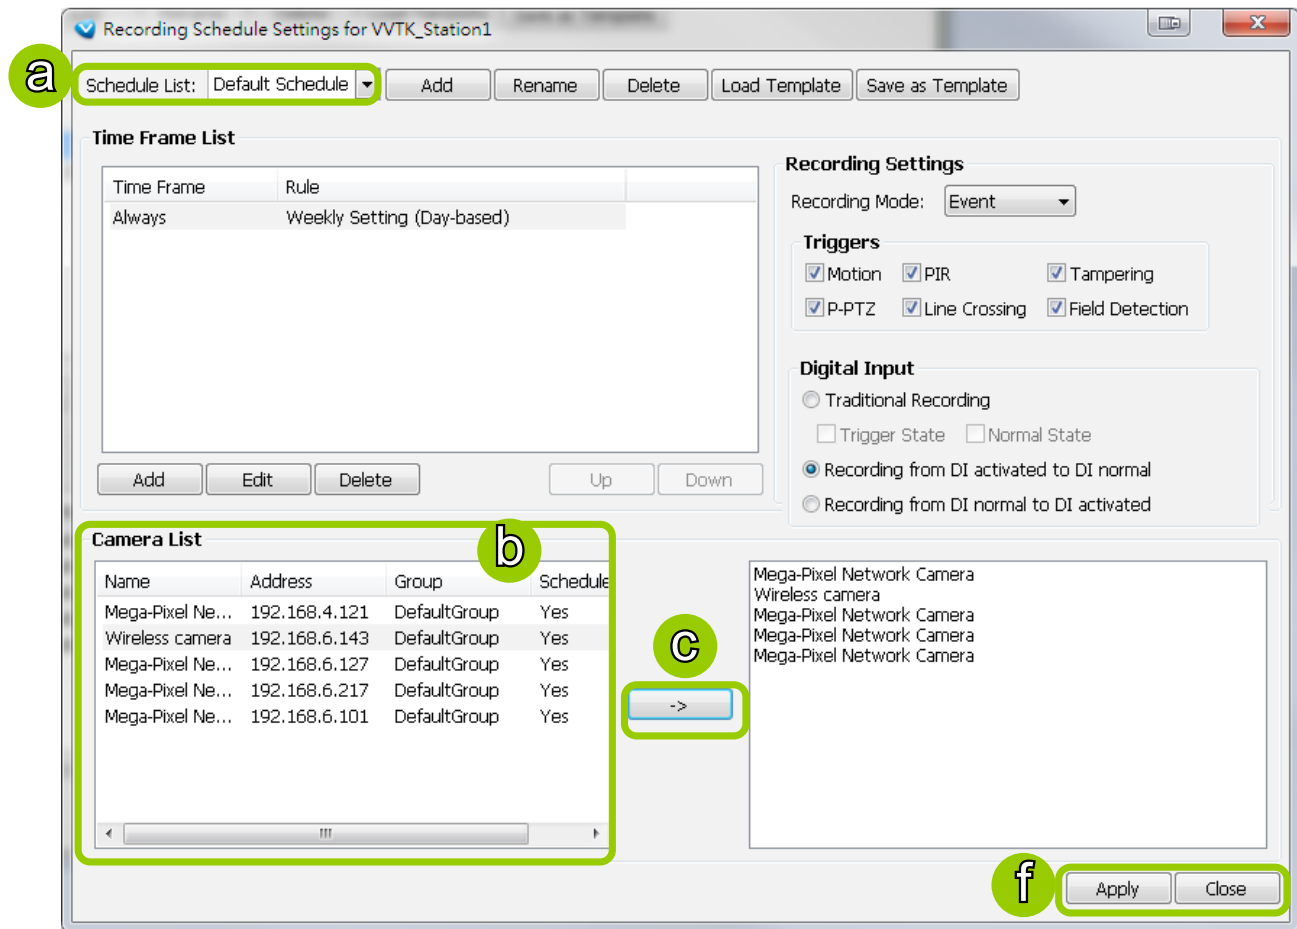 Recording Schedule Settings for VVTK_Station1
a
Schedule List: Default Schedule Add Rename Delete Load Template Save as Template
Time Frame List
Time Frame Rule
Always Weekly Setting (Day-based)
Add Edit Delete Up Down
Recording Settings
Recording Mode: Event
Triggers
Motion PIR Tampering
P-PTZ Line Crossing Field Detection
Digital Input
Traditional Recording
Trigger State Normal State
Recording from DI activated to DI normal
Recording from DI normal to DI activated
Camera List
b
Name Address Group Schedule
Mega-Pixel Ne... 192.168.4.121 DefaultGroup Yes
Wireless camera 192.168.6.143 DefaultGroup Yes
Mega-Pixel Ne... 192.168.6.127 DefaultGroup Yes
Mega-Pixel Ne... 192.168.6.217 DefaultGroup Yes
Mega-Pixel Ne... 192.168.6.101 DefaultGroup Yes
c
->
Mega-Pixel Network Camera
Wireless camera
Mega-Pixel Network Camera
Mega-Pixel Network Camera
Mega-Pixel Network Camera
f
Apply Close